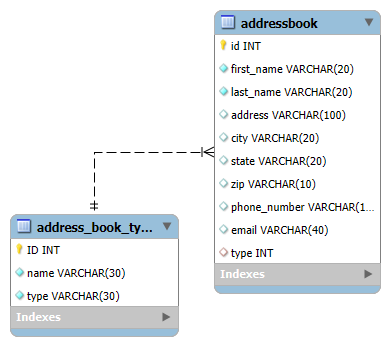 addressbook
id INT
first_name VARCHAR(20)
last_name VARCHAR(20)
address VARCHAR(100)
city VARCHAR(20)
state VARCHAR(20)
zip VARCHAR(10)
phone_number VARCHAR(1...
email VARCHAR(40)
type INT
Indexes
address_book_ty...
ID INT
name VARCHAR(30)
type VARCHAR(30)
Indexes